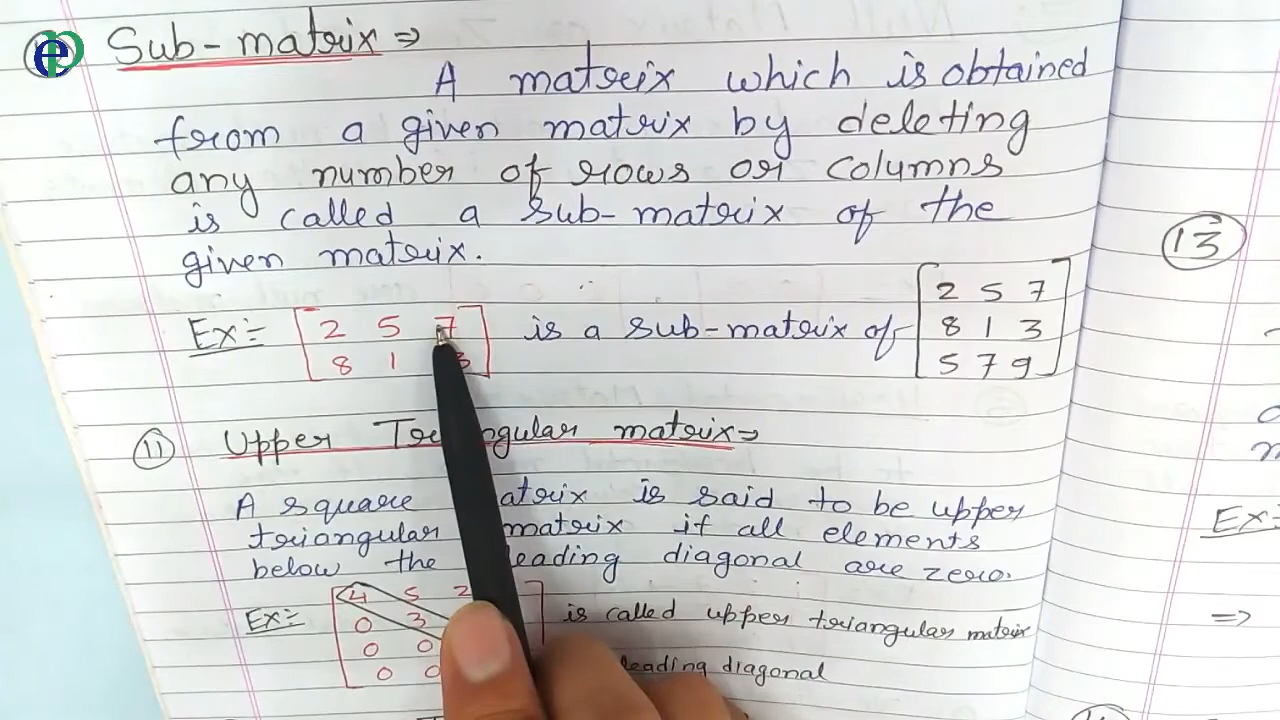 Sub-matrix ⇒
A matrix which is obtained
from a given matrix by deleting
any number of rows or columns
is called a sub-matrix of the
given matrix.
Ex:- [2 5 7
8 1 3] is a sub-matrix of [2 5 7
8 1 3
5 7 9]
(11) Upper Triangular matrix ⇒
A square matrix is said to be upper
triangular matrix if all elements
below the leading diagonal are zero.
Ex:- [4 5 2
0 3
0 0
0 0 ] is called upper triangular matrix
leading diagonal
(13)
Ex:-
⇒